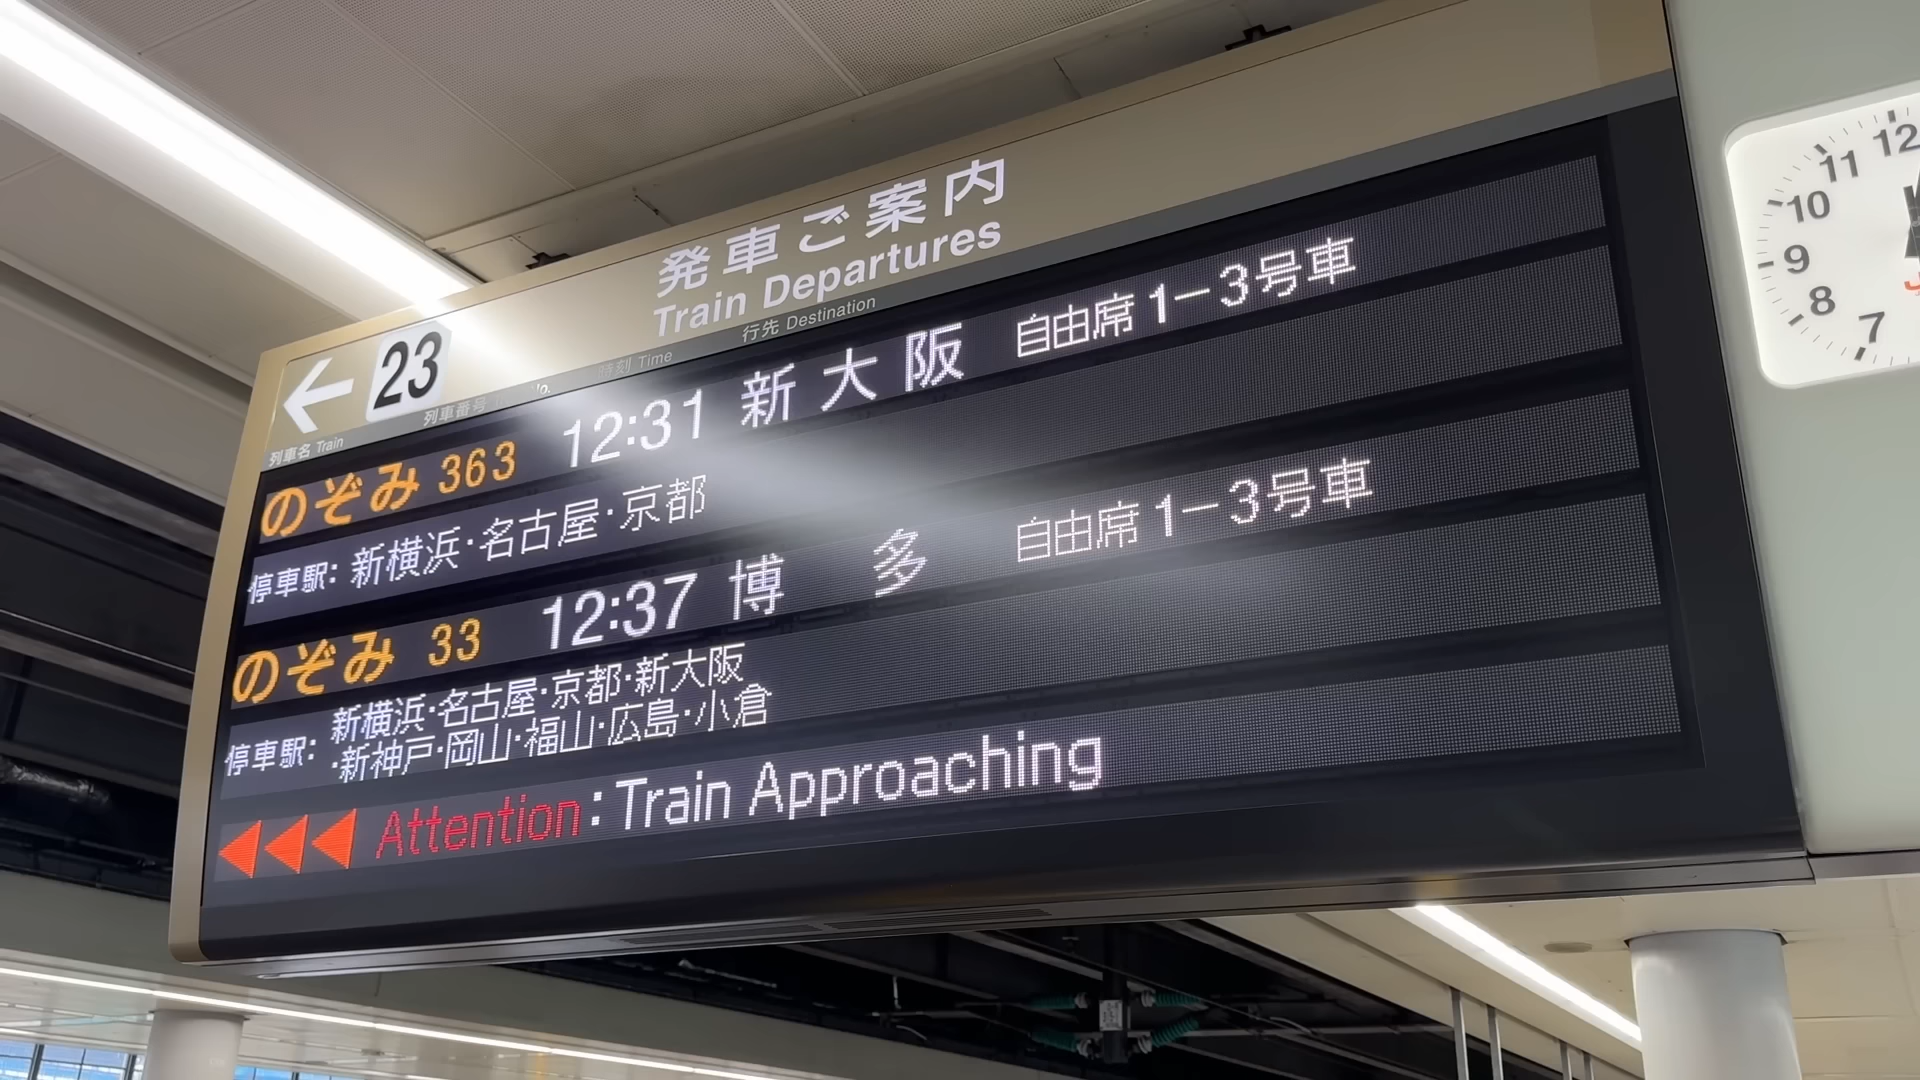 発車ご案内
Train Departures
← 23
列車名 Train 列車番号 No. 時刻 Time 行先 Destination
のぞみ 363 12:31 新大阪 自由席 1－3号車
停車駅: 新横浜・名古屋・京都
のぞみ 33 12:37 博多 自由席 1－3号車
停車駅: 新横浜・名古屋・京都・新大阪
・新神戸・岡山・福山・広島・小倉
Attention: Train Approaching
12
11
10
9
8
7